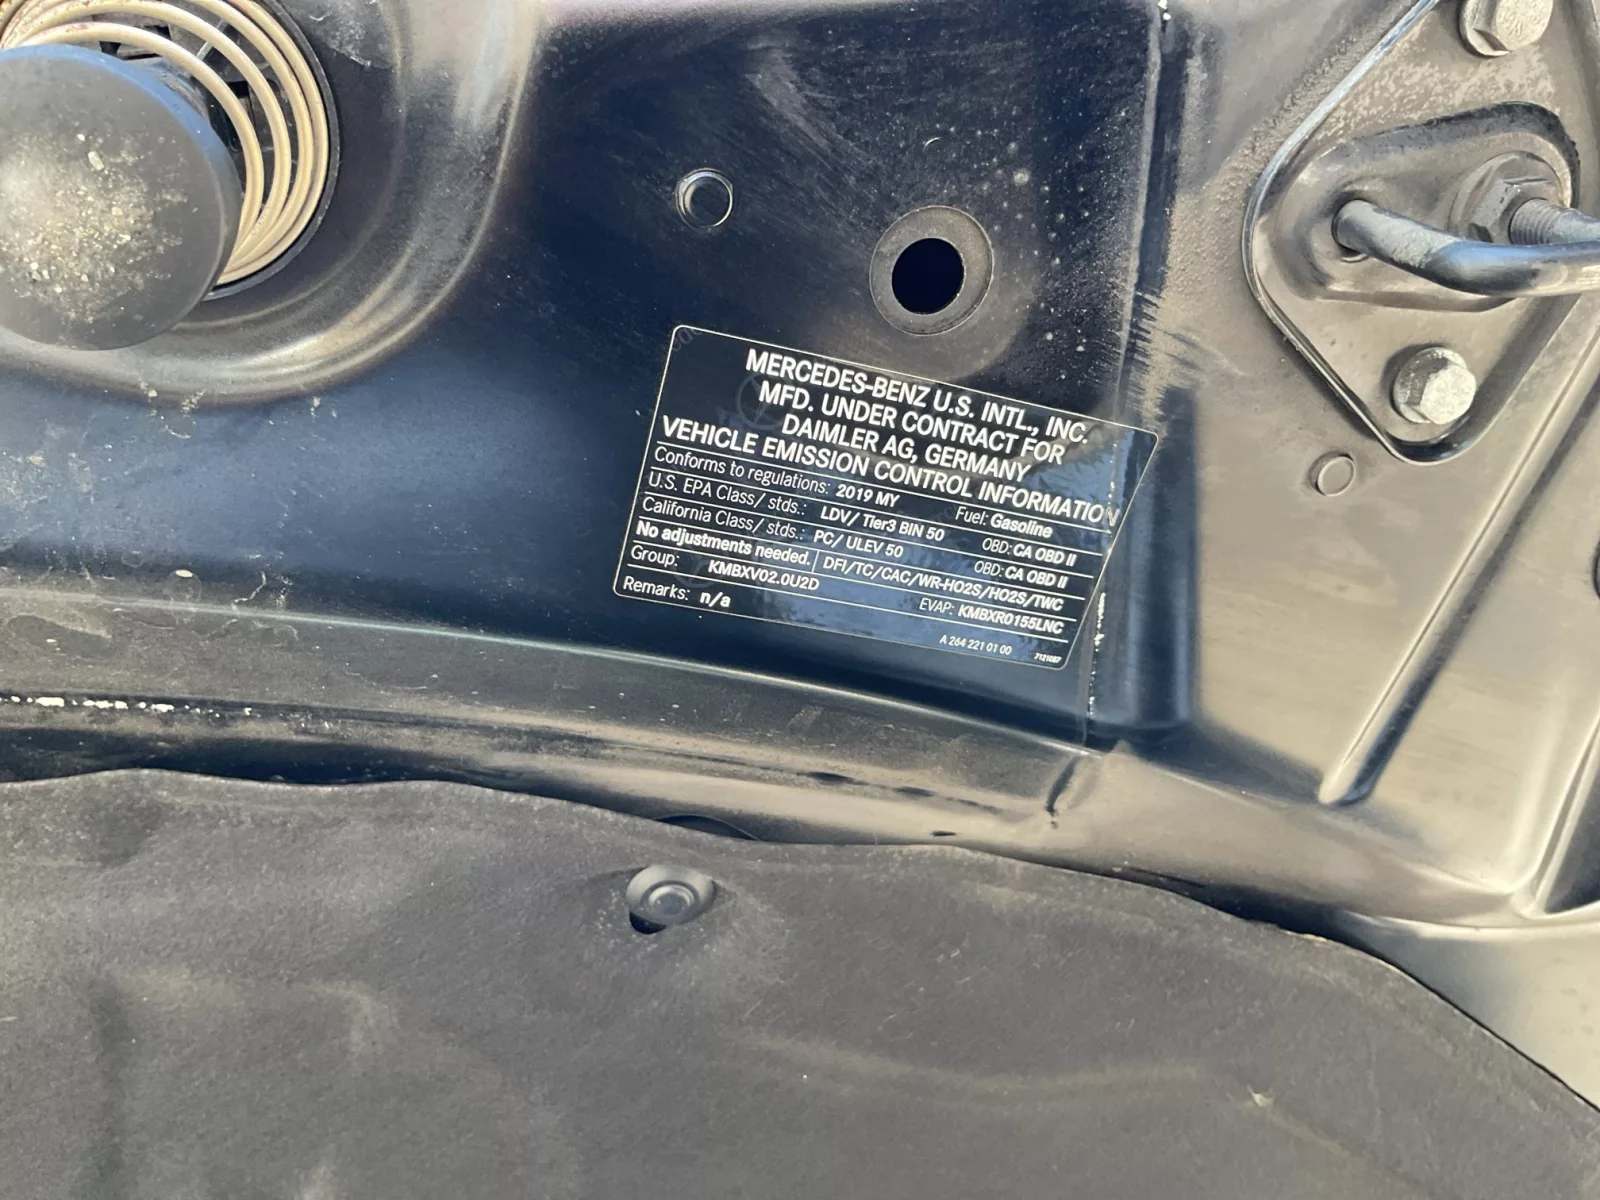 MERCEDES-BENZ U.S. INTL., INC.
MFD. UNDER CONTRACT FOR
DAIMLER AG, GERMANY
VEHICLE EMISSION CONTROL INFORMATION
Conforms to regulations: 2019 MY Fuel: Gasoline
U.S. EPA Class/ stds.: LDV/ Tier3 BIN 50 OBD: CA OBD II
California Class/ stds.: PC/ ULEV 50 OBD: CA OBD II
No adjustments needed. DFI/TC/CAC/WR-HO2S/HO2S/TWC
Group: KMBXV02.0U2D EVAP: KMBXR0155LNC
Remarks: n/a
A 264 221 01 00 7121087